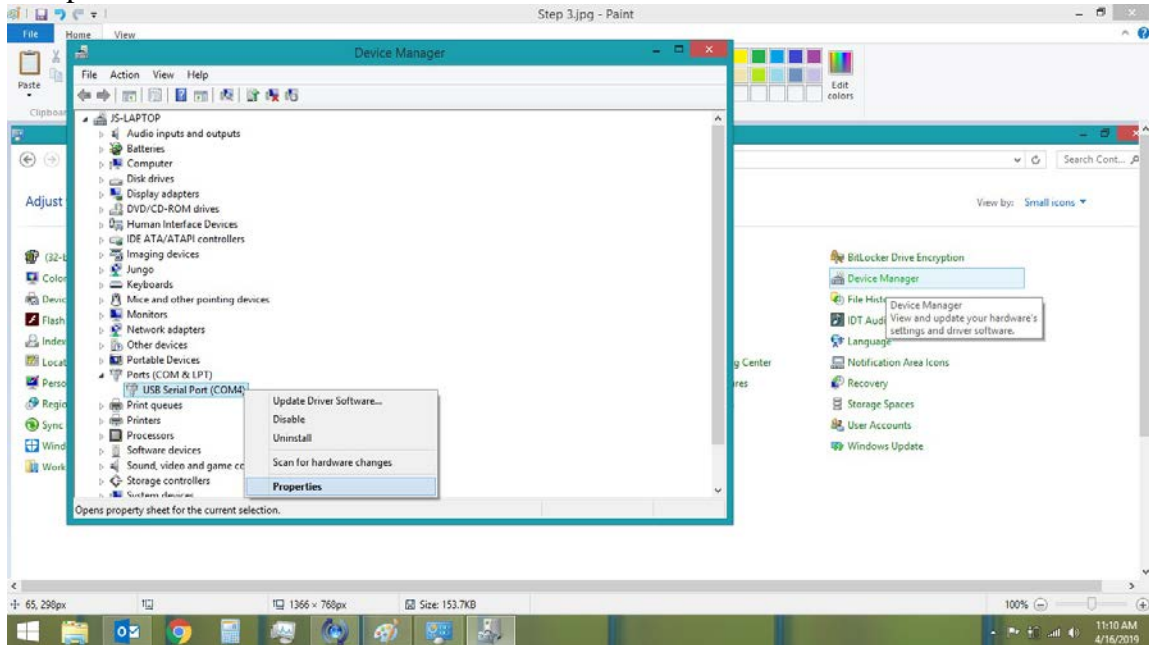 Step 3.jpg - Paint
File Home View
Paste
Clipboar
Edit
colors
Device Manager
File Action View Help
JS-LAPTOP
Audio inputs and outputs
Batteries
Computer
Disk drives
Display adapters
DVD/CD-ROM drives
Human Interface Devices
IDE ATA/ATAPI controllers
Imaging devices
Jungo
Keyboards
Mice and other pointing devices
Monitors
Network adapters
Other devices
Portable Devices
Ports (COM & LPT)
USB Serial Port (COM4)
Print queues
Printers
Processors
Software devices
Sound, video and game co
Storage controllers
System devices
Update Driver Software...
Disable
Uninstall
Scan for hardware changes
Properties
Opens property sheet for the current selection.
Search Cont...
Adjust
View by: Small icons
(32-b
Color
Devic
Flash
Index
Locat
Perso
Regio
Sync
Wind
Work
BitLocker Drive Encryption
Device Manager
File Histo
IDT Audi
Language
Notification Area Icons
Recovery
Storage Spaces
User Accounts
Windows Update
Device Manager
View and update your hardware's
settings and driver software.
g Center
res
65, 298px
1366 × 768px
Size: 153.7KB
100%
11:10 AM
4/16/2019